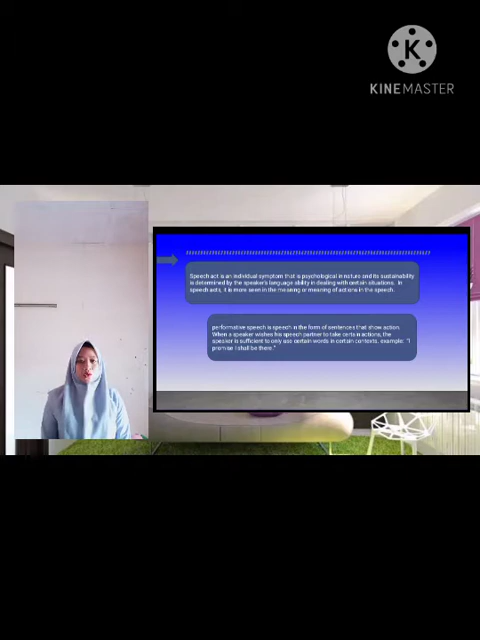 K
KINEMASTER
Speech act is an individual symptom that is psychological in nature and its sustainability
is determined by the speaker's language ability in dealing with certain situations. In
speech acts, it is more seen in the meaning or meaning of actions in the speech.
performative speech is speech in the form of sentences that show action.
When a speaker wishes his speech partner to take certain actions, the
speaker is sufficient to only use certain words in certain contexts, example: "I
promise I shall be there."